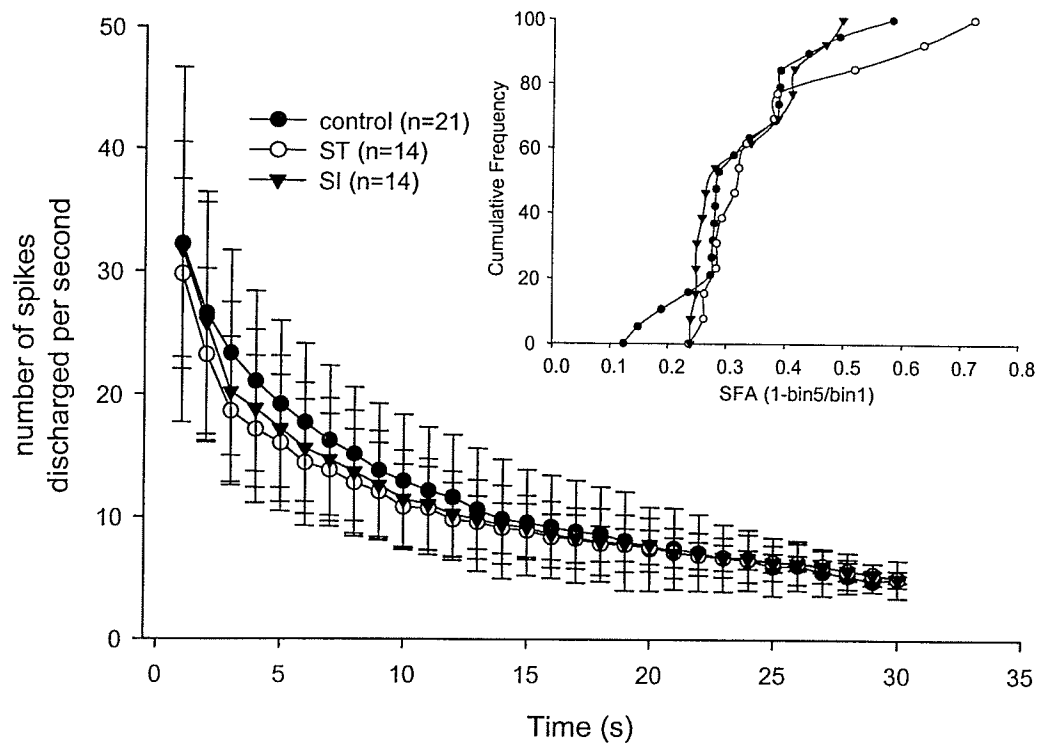 50
40
30
20
10
0
number of spikes
discharged per second
control (n=21)
ST (n=14)
SI (n=14)
0 5 10 15 20 25 30 35
Time (s)
100
80
60
40
20
0
Cumulative Frequency
0.0 0.1 0.2 0.3 0.4 0.5 0.6 0.7 0.8
SFA (1-bin5/bin1)